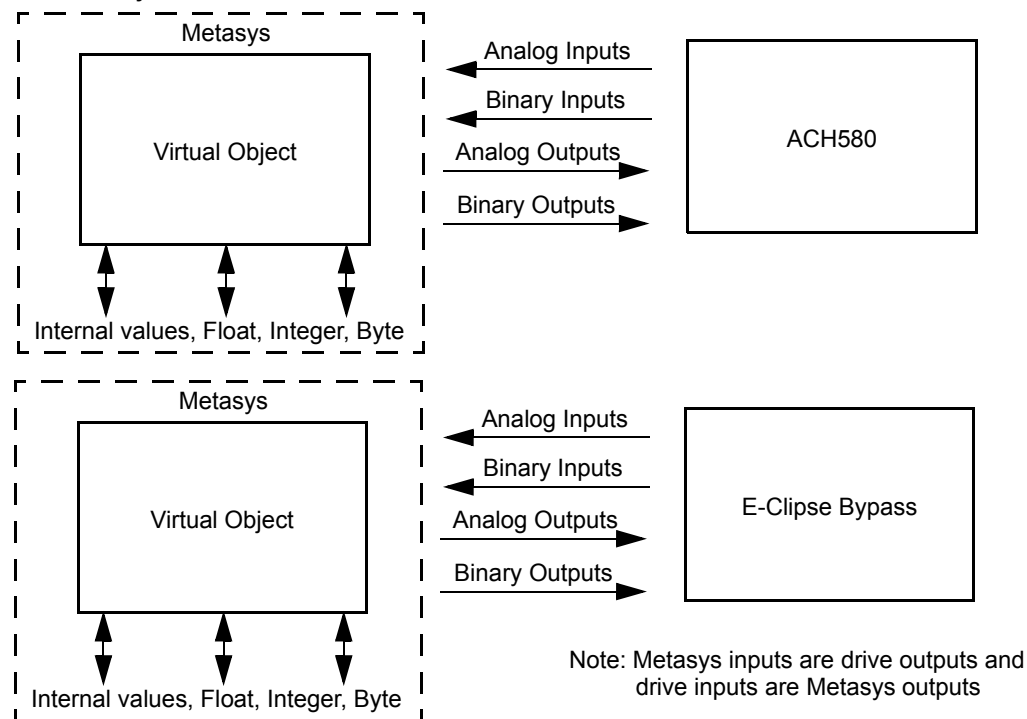 Metasys
Virtual Object
Internal values, Float, Integer, Byte
Analog Inputs
Binary Inputs
Analog Outputs
Binary Outputs
ACH580
Metasys
Virtual Object
Internal values, Float, Integer, Byte
Analog Inputs
Binary Inputs
Analog Outputs
Binary Outputs
E-Clipse Bypass
Note: Metasys inputs are drive outputs and
drive inputs are Metasys outputs